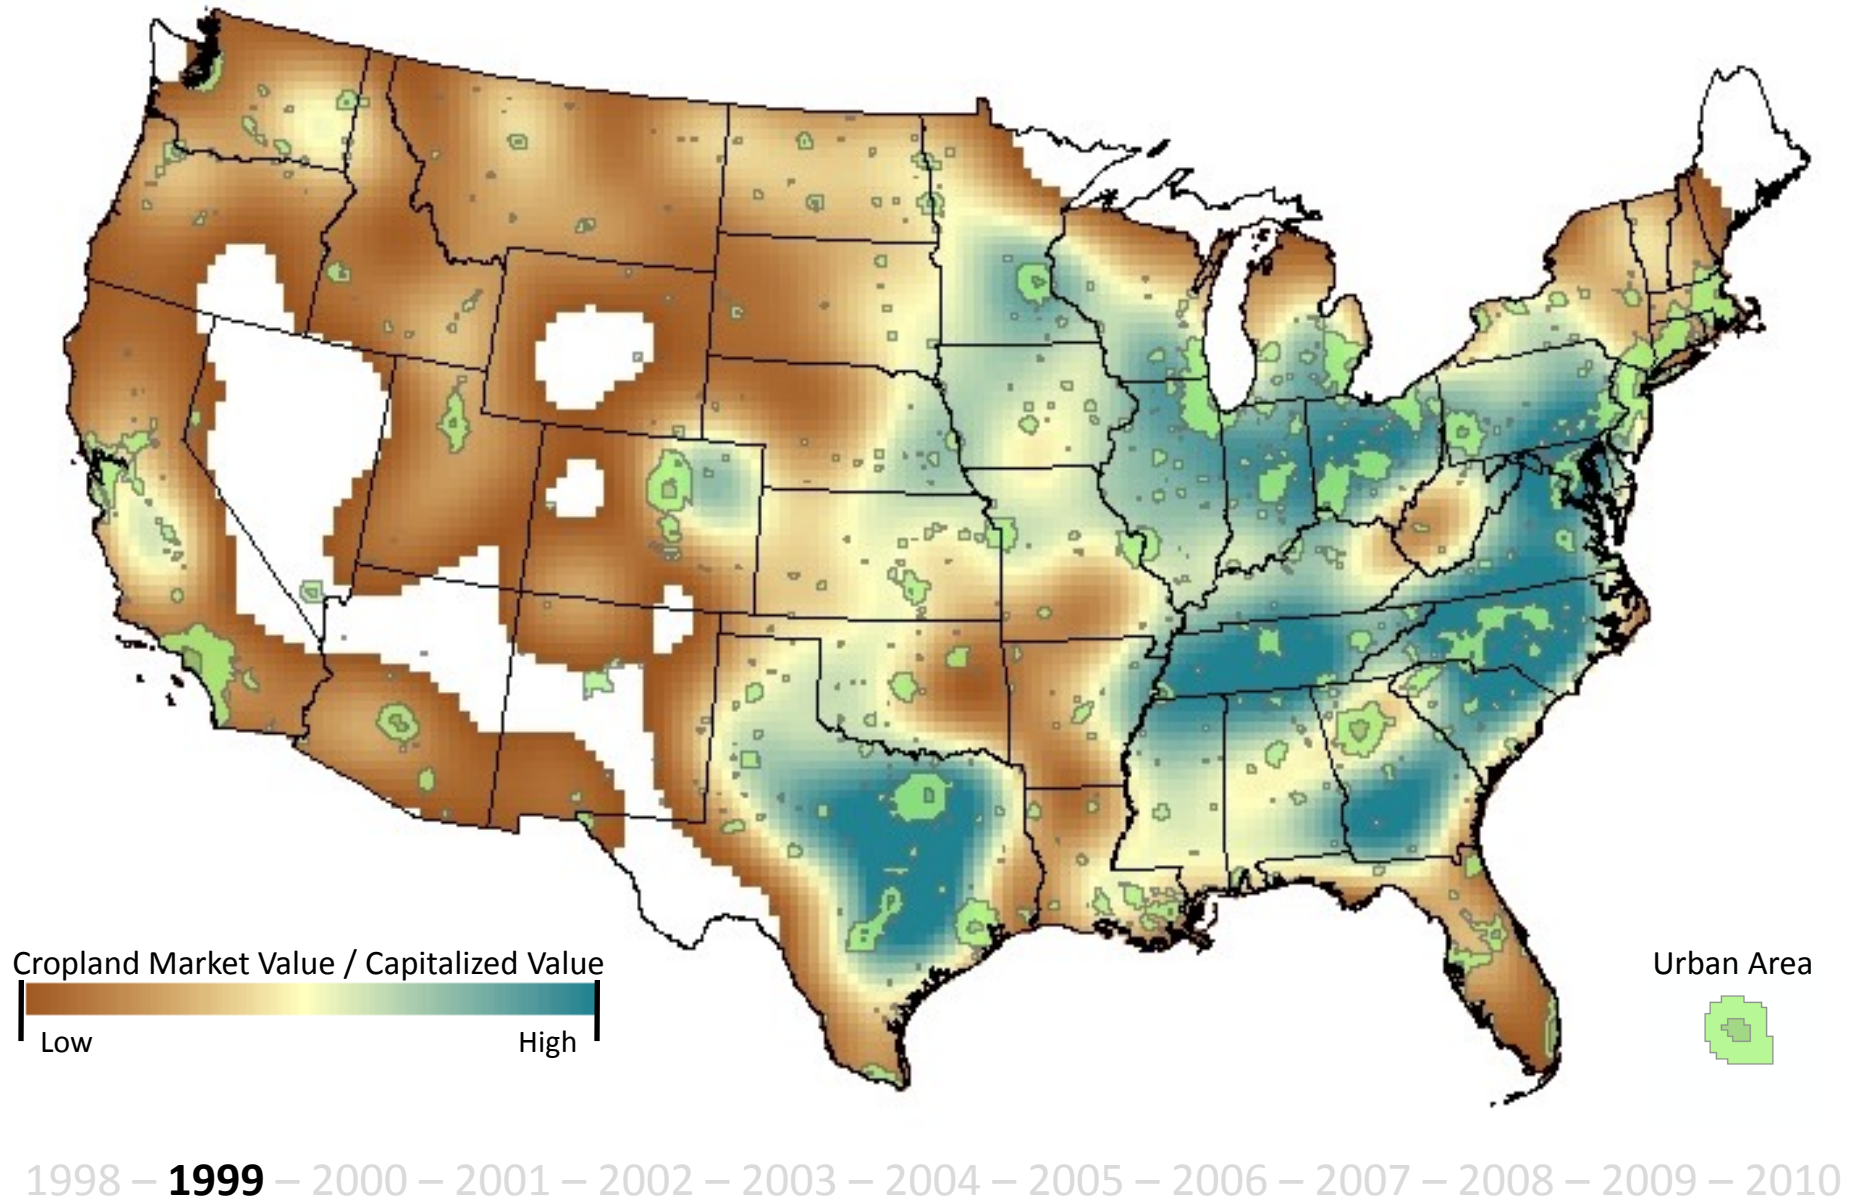 Cropland Market Value / Capitalized Value
Low High
Urban Area
1998 – 1999 – 2000 – 2001 – 2002 – 2003 – 2004 – 2005 – 2006 – 2007 – 2008 – 2009 – 2010